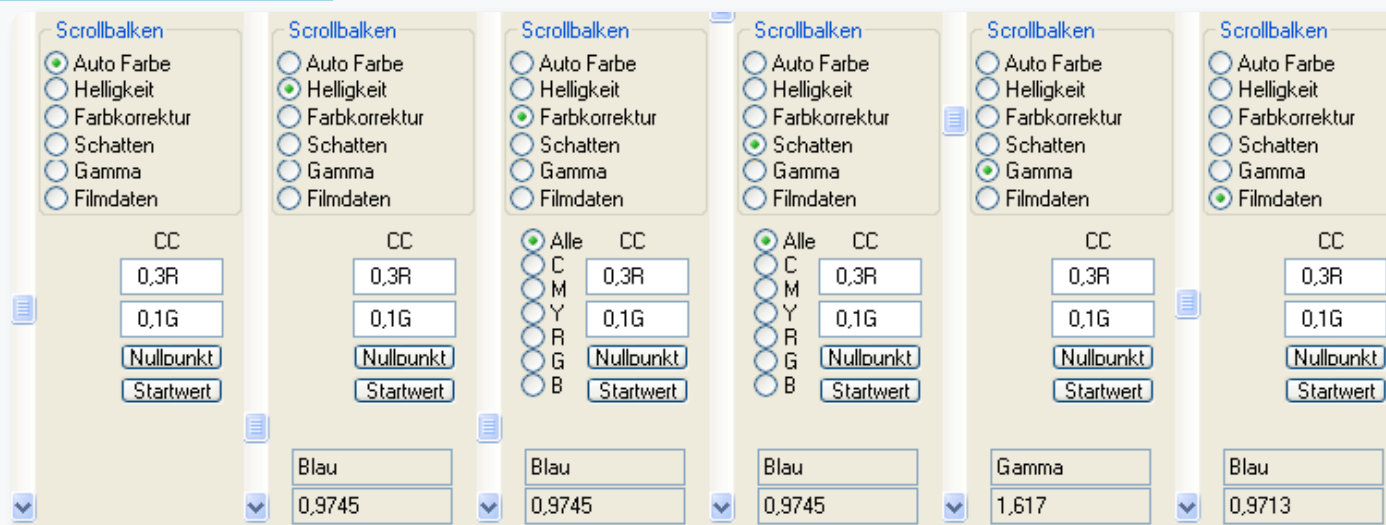 Scrollbalken
Auto Farbe
Helligkeit
Farbkorrektur
Schatten
Gamma
Filmdaten
CC
0,3R
0,1G
Nullpunkt
Startwert
Scrollbalken
Auto Farbe
Helligkeit
Farbkorrektur
Schatten
Gamma
Filmdaten
CC
0,3R
0,1G
Nullpunkt
Startwert
Blau
0,9745
Scrollbalken
Auto Farbe
Helligkeit
Farbkorrektur
Schatten
Gamma
Filmdaten
Alle CC
C
0,3R
M
Y
0,1G
R
G Nullpunkt
B Startwert
Blau
0,9745
Scrollbalken
Auto Farbe
Helligkeit
Farbkorrektur
Schatten
Gamma
Filmdaten
Alle CC
C
0,3R
M
Y
0,1G
R
G Nullpunkt
B Startwert
Blau
0,9745
Scrollbalken
Auto Farbe
Helligkeit
Farbkorrektur
Schatten
Gamma
Filmdaten
CC
0,3R
0,1G
Nullpunkt
Startwert
Gamma
1,617
Scrollbalken
Auto Farbe
Helligkeit
Farbkorrektur
Schatten
Gamma
Filmdaten
CC
0,3R
0,1G
Nullpunkt
Startwert
Blau
0,9713